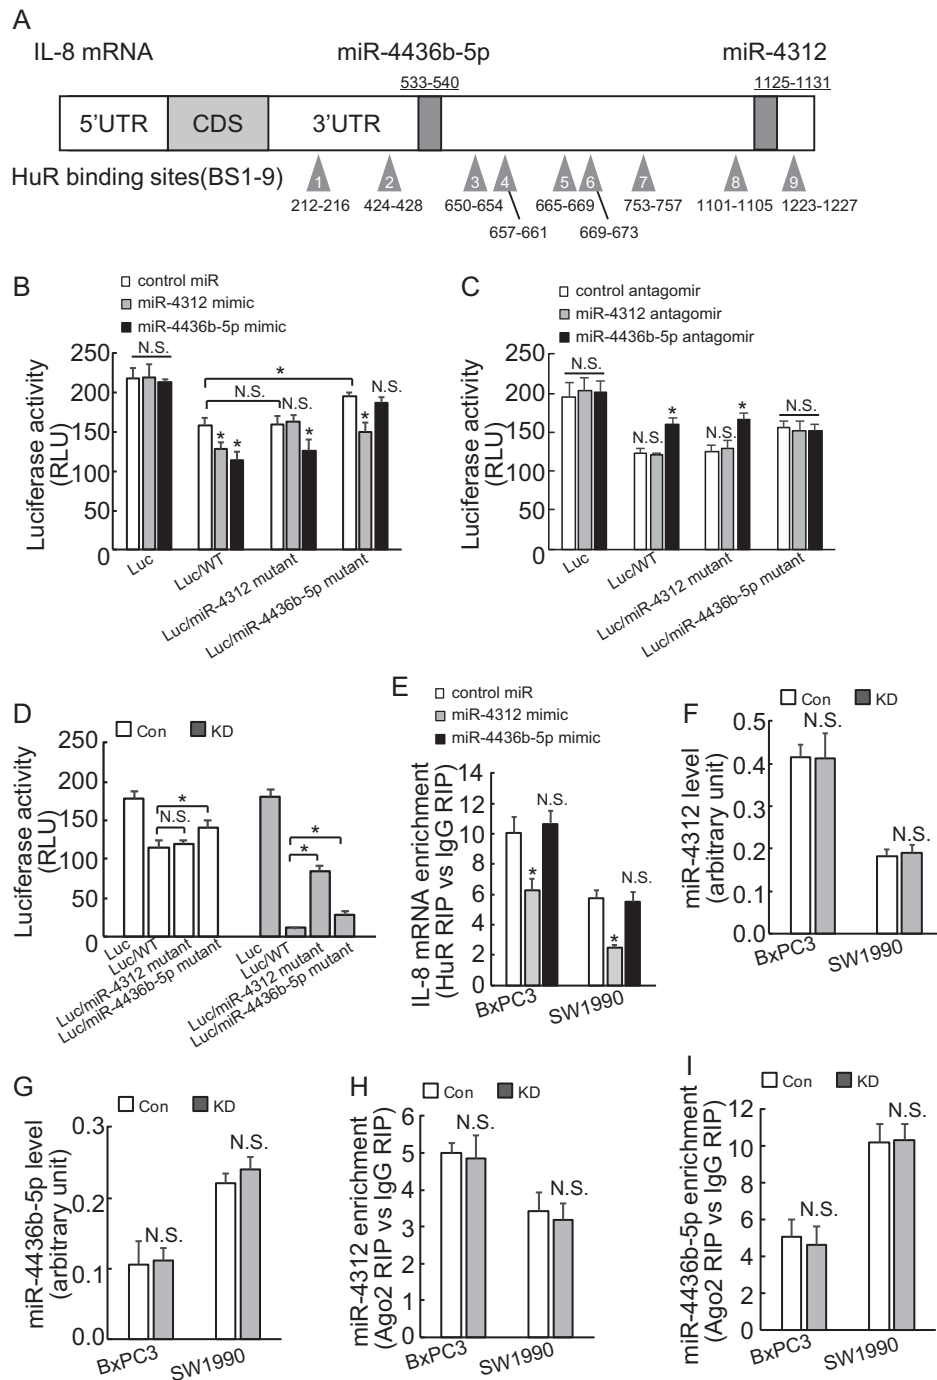 A
IL-8 mRNA
miR-4436b-5p
miR-4312
533-540
1125-1131
5'UTR
CDS
3'UTR
HuR binding sites(BS1-9)
1
2
3
4
5
6
7
8
9
212-216
424-428
650-654
665-669
753-757
1101-1105
1223-1227
657-661
669-673
B
control miR
miR-4312 mimic
miR-4436b-5p mimic
Luciferase activity
(RLU)
250
200
150
100
50
0
N.S.
*
N.S.
N.S.
N.S.
* *
*
*
Luc
Luc/WT
Luc/miR-4312 mutant
Luc/miR-4436b-5p mutant
C
control antagomir
miR-4312 antagomir
miR-4436b-5p antagomir
Luciferase activity
(RLU)
250
200
150
100
50
0
N.S.
N.S.
*
N.S.
*
N.S.
Luc
Luc/WT
Luc/miR-4312 mutant
Luc/miR-4436b-5p mutant
D
Con
KD
Luciferase activity
(RLU)
250
200
150
100
50
0
*
N.S.
*
*
Luc
Luc/WT
Luc/miR-4312 mutant
Luc/miR-4436b-5p mutant
Luc
Luc/WT
Luc/miR-4312 mutant
Luc/miR-4436b-5p mutant
E
control miR
miR-4312 mimic
miR-4436b-5p mimic
IL-8 mRNA enrichment
(HuR RIP vs IgG RIP)
14
12
10
8
6
4
2
0
N.S.
*
N.S.
*
BxPC3
SW1990
F
Con
KD
miR-4312 level
(arbitrary unit)
0.5
0.4
0.2
0.1
0.0
N.S.
N.S.
BxPC3
SW1990
G
Con
KD
miR-4436b-5p level
(arbitrary unit)
0.3
0.2
0.1
0.0
N.S.
N.S.
BxPC3
SW1990
H
Con
KD
miR-4312 enrichment
(Ago2 RIP vs IgG RIP)
6
5
4
3
2
1
0
N.S.
N.S.
BxPC3
SW1990
I
Con
KD
miR-4436b-5p enrichment
(Ago2 RIP vs IgG RIP)
12
10
8
6
4
2
0
N.S.
N.S.
BxPC3
SW1990